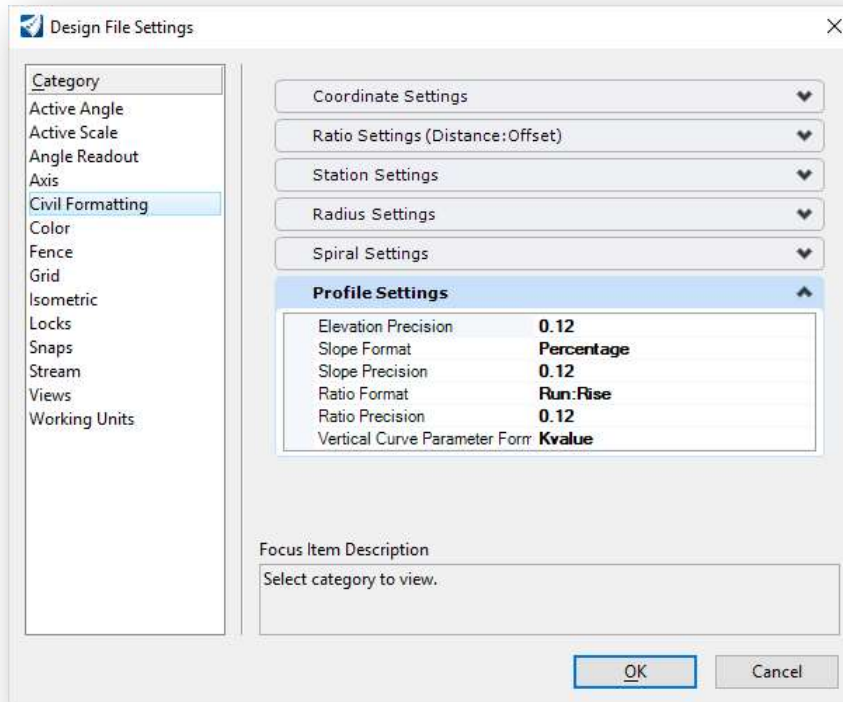 Design File Settings
Category
Active Angle
Active Scale
Angle Readout
Axis
Civil Formatting
Color
Fence
Grid
Isometric
Locks
Snaps
Stream
Views
Working Units
Coordinate Settings
Ratio Settings (Distance:Offset)
Station Settings
Radius Settings
Spiral Settings
Profile Settings
Elevation Precision 0.12
Slope Format Percentage
Slope Precision 0.12
Ratio Format Run:Rise
Ratio Precision 0.12
Vertical Curve Parameter Form Kvalue
Focus Item Description
Select category to view.
OK Cancel